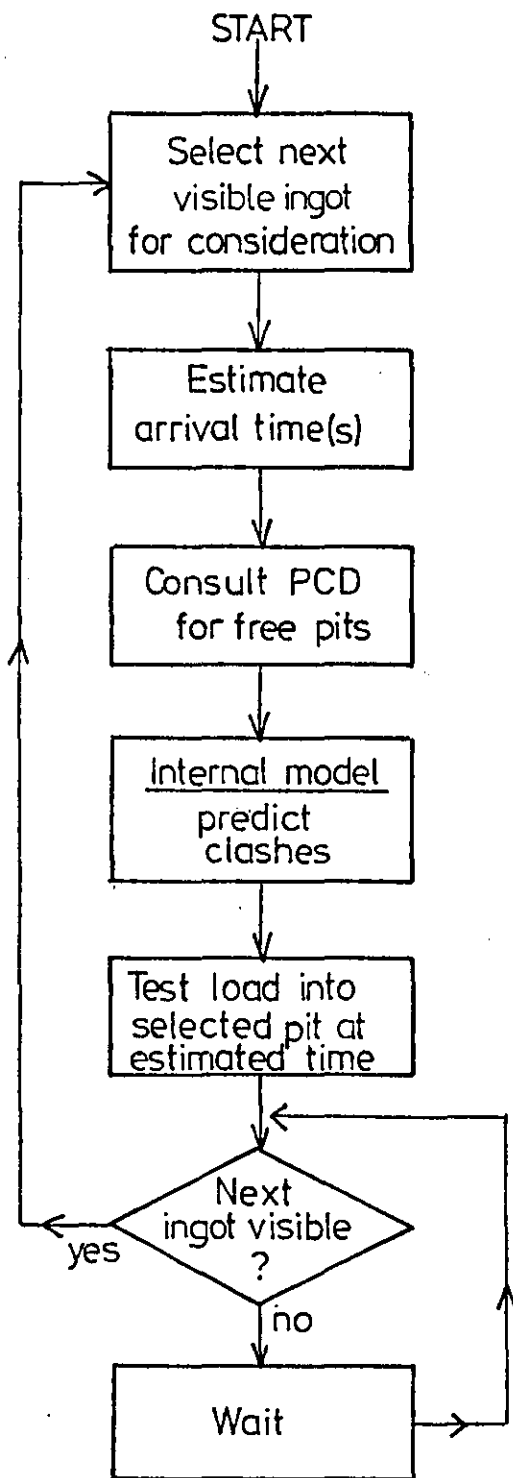 START
Select next
visible ingot
for consideration
Estimate
arrival time(s)
Consult PCD
for free pits
Internal model
predict
clashes
Test load into
selected pit at
estimated time
Next
ingot visible
?
yes
no
Wait